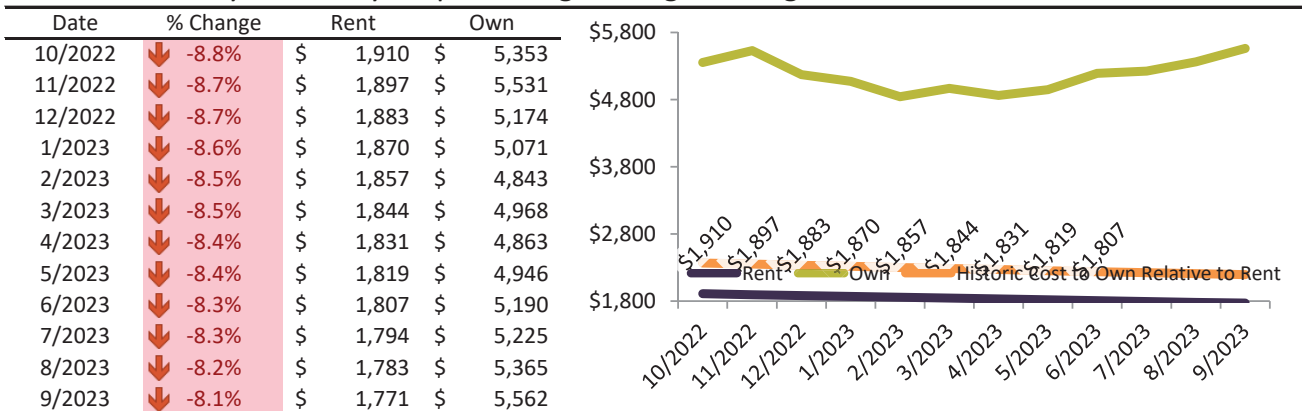 Date % Change Rent Own
10/2022 -8.8% $ 1,910 $ 5,353
11/2022 -8.7% $ 1,897 $ 5,531
12/2022 -8.7% $ 1,883 $ 5,174
1/2023 -8.6% $ 1,870 $ 5,071
2/2023 -8.5% $ 1,857 $ 4,843
3/2023 -8.5% $ 1,844 $ 4,968
4/2023 -8.4% $ 1,831 $ 4,863
5/2023 -8.4% $ 1,819 $ 4,946
6/2023 -8.3% $ 1,807 $ 5,190
7/2023 -8.3% $ 1,794 $ 5,225
8/2023 -8.2% $ 1,783 $ 5,365
9/2023 -8.1% $ 1,771 $ 5,562
$5,800
$4,800
$3,800
$2,800
$1,800
$1,910 $1,897 $1,883 $1,870 $1,857 $1,844 $1,831 $1,819 $1,807
Rent Own Historic Cost to Own Relative to Rent
10/2022 11/2022 12/2022 1/2023 2/2023 3/2023 4/2023 5/2023 6/2023 7/2023 8/2023 9/2023